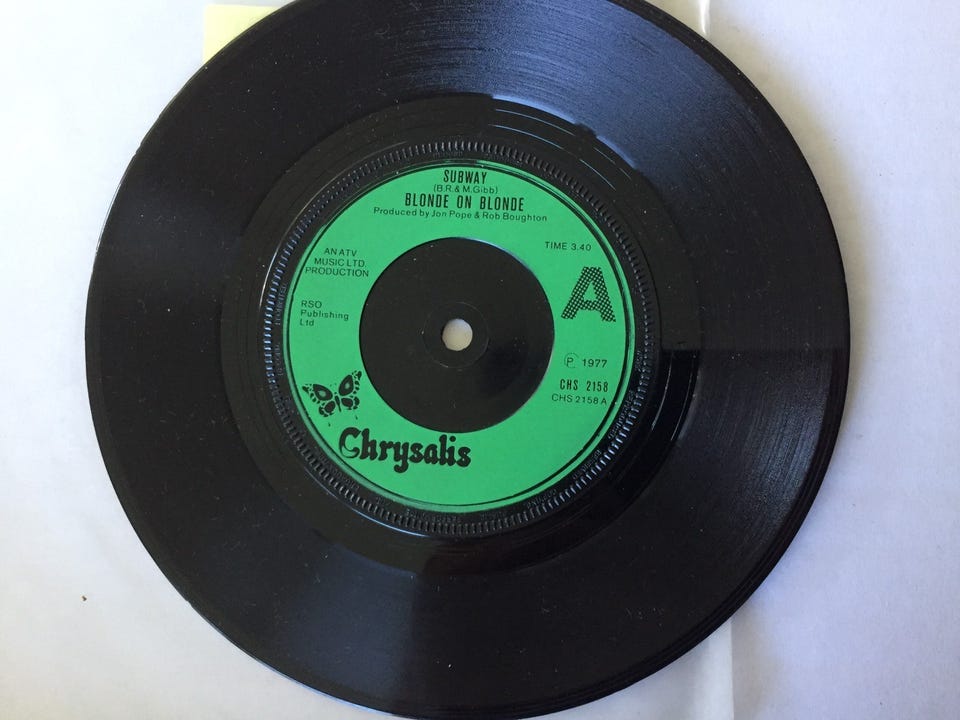 SUBWAY
(B.R.& M.Gibb)
BLONDE ON BLONDE
Produced by Jon Pope & Rob Boughton
TIME 3.40
AN ATV
MUSIC LTD.
PRODUCTION
A
RSO
Publishing
Ltd
P 1977
CHS 2158
CHS 2158 A
Chrysalis